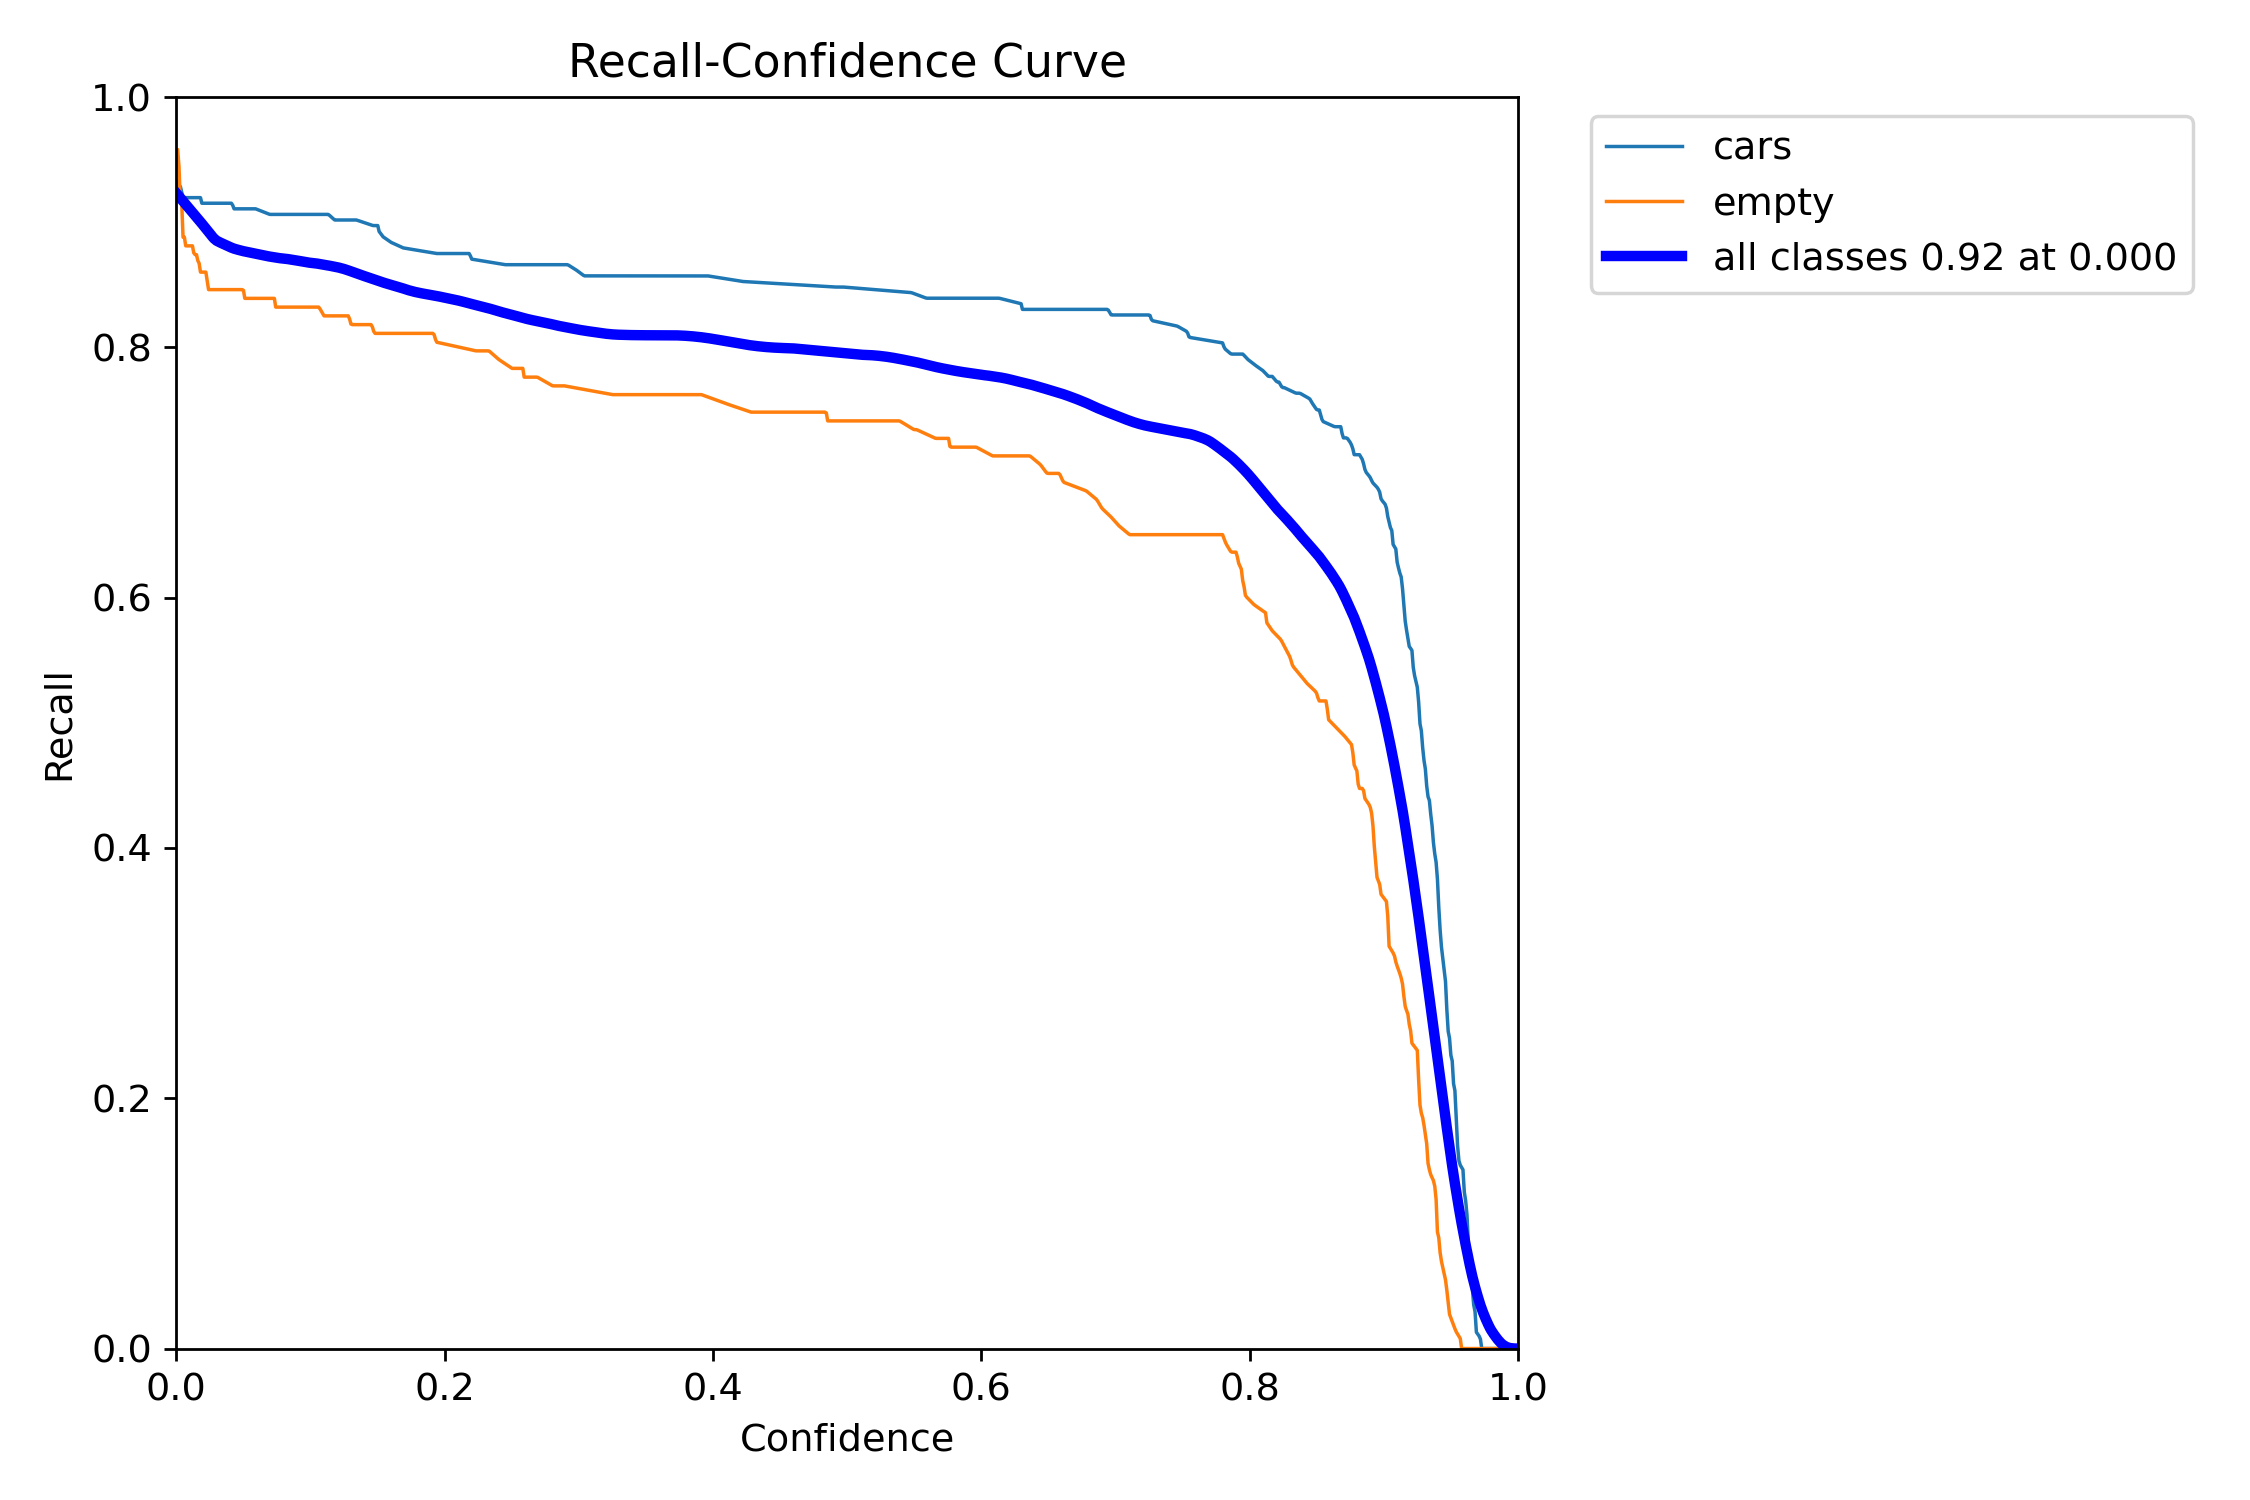 Recall-Confidence Curve
1.0
0.8
0.6
0.4
0.2
0.0
Recall
0.0 0.2 0.4 0.6 0.8 1.0
Confidence
cars
empty
all classes 0.92 at 0.000